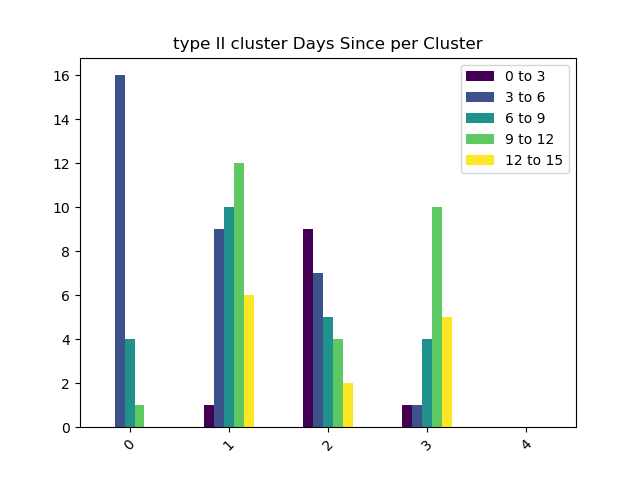 type II cluster Days Since per Cluster
0 to 3
3 to 6
6 to 9
9 to 12
12 to 15
16
14
12
10
8
6
4
2
0
0 1 2 3 4